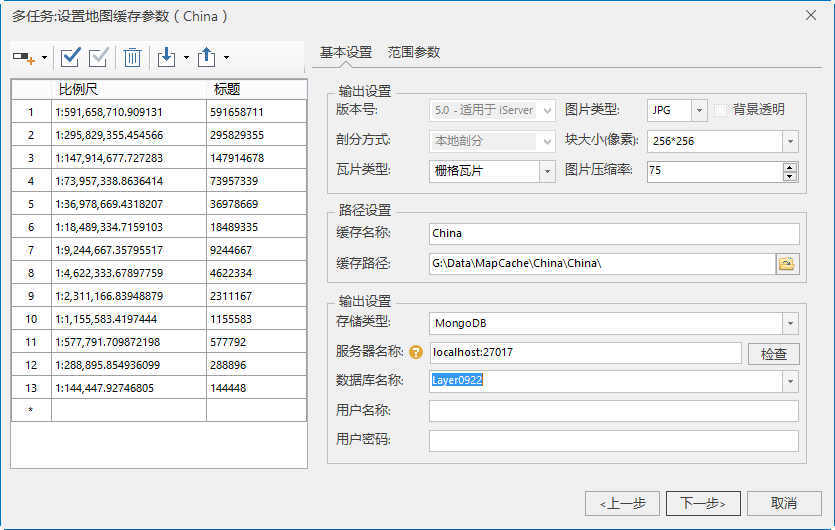 多任务:设置地图缓存参数（China）
基本设置 范围参数
比例尺 标题
1 1:591,658,710.909131 591658711
2 1:295,829,355.454566 295829355
3 1:147,914,677.727283 147914678
4 1:73,957,338.8636414 73957339
5 1:36,978,669.4318207 36978669
6 1:18,489,334.7159103 18489335
7 1:9,244,667.35795517 9244667
8 1:4,622,333.67897759 4622334
9 1:2,311,166.83948879 2311167
10 1:1,155,583.4197444 1155583
11 1:577,791.709872198 577792
12 1:288,895.854936099 288896
13 1:144,447.92746805 144448
*
输出设置
版本号: 5.0 - 适用于 iServer 图片类型: JPG 背景透明
剖分方式: 本地剖分 块大小(像素): 256*256
瓦片类型: 栅格瓦片 图片压缩率: 75
路径设置
缓存名称: China
缓存路径: G:\Data\MapCache\China\China\
输出设置
存储类型: MongoDB
服务器名称: ? localhost:27017 检查
数据库名称: Layer0922
用户名称:
用户密码:
<上一步 下一步> 取消